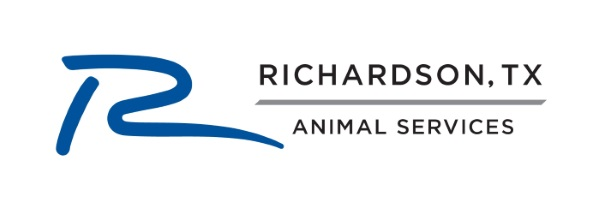 R
RICHARDSON, TX
ANIMAL SERVICES